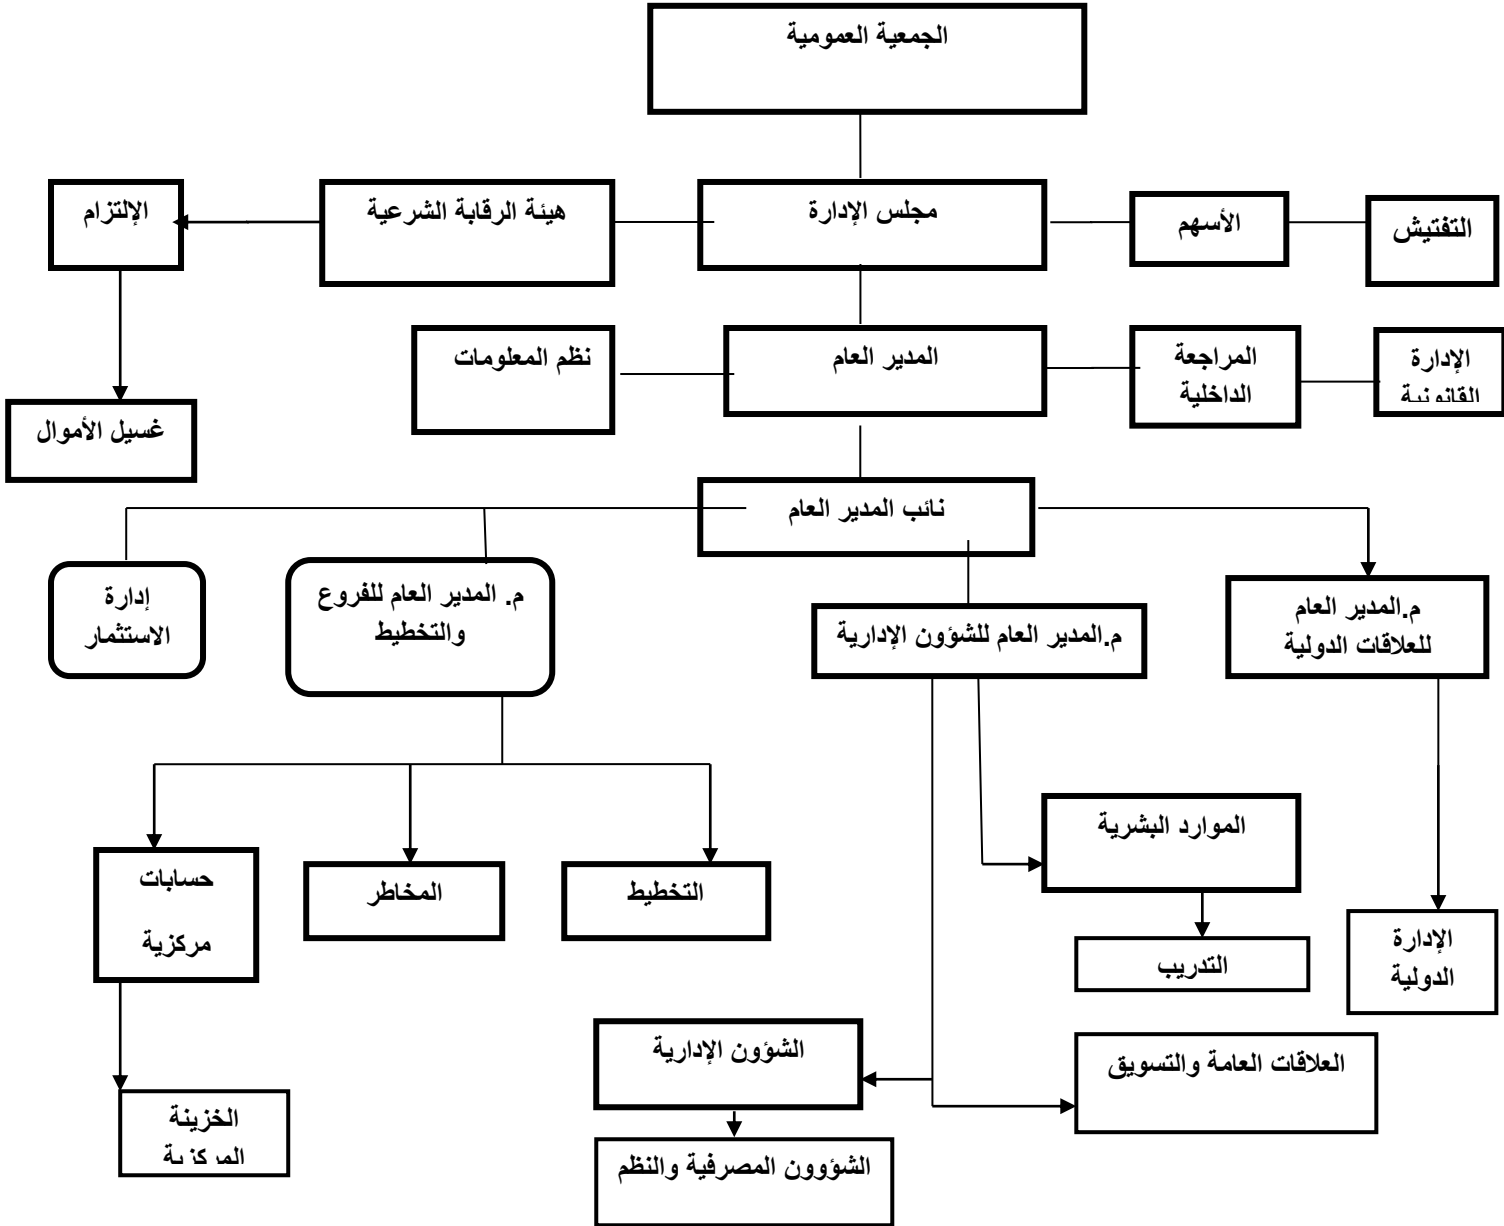 الجمعية العمومية
التفتيش
الأسهم
مجلس الإدارة
هيئة الرقابة الشرعية
الإلتزام
الإدارة
القانونية
المراجعة
الداخلية
المدير العام
نظم المعلومات
غسيل الأموال
نائب المدير العام
م.المدير العام
للعلاقات الدولية
م.المدير العام للشؤون الإدارية
م. المدير العام للفروع
والتخطيط
إدارة
الاستثمار
الموارد البشرية
التخطيط
المخاطر
حسابات
مركزية
الإدارة
الدولية
التدريب
العلاقات العامة والتسويق
الشؤون الإدارية
الخزينة
المركزية
الشؤوون المصرفية والنظم